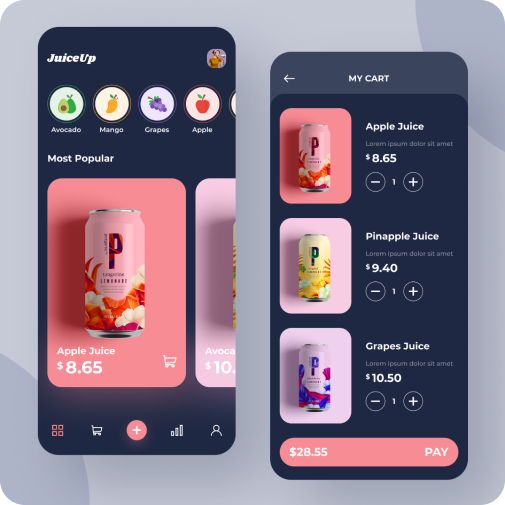 JuiceUp
Avocado
Mango
Grapes
Apple
Most Popular
P
LEMONADE
Apple Juice
$8.65
Avoca
$10.
MY CART
P
Apple Juice
Lorem ipsum dolor sit amet
$8.65
1
P
Pinapple Juice
Lorem ipsum dolor sit amet
$9.40
1
P
Grapes Juice
Lorem ipsum dolor sit amet
$10.50
1
$28.55 PAY